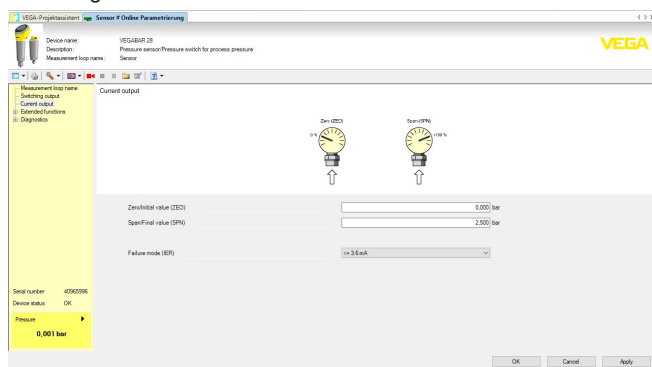 VEGA-Projektassistent
Sensor # Online Parametrierung
Device name: VEGABAR 28
Description: Pressure sensor/Pressure switch for process pressure
Measurement loop name: Sensor
VEGA
Measurement loop name
Switching output
Current output
Extended functions
Diagnostics
Current output
Zero (ZEO)
Span (SPN)
0 %
+100 %
Zero/Initial value (ZEO) 0,000 bar
Span/Final value (SPN) 2,500 bar
Failure mode (IER) <= 3.6 mA
Serial number 40965996
Device status OK
Pressure
0,001 bar
OK Cancel Apply